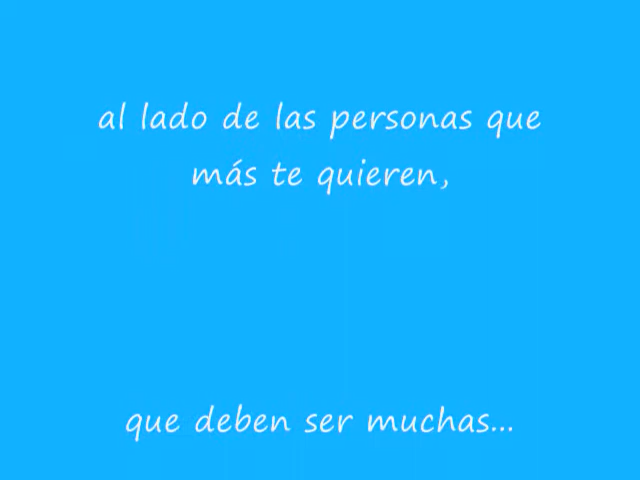 al lado de las personas que
más te quieren,
que deben ser muchas...